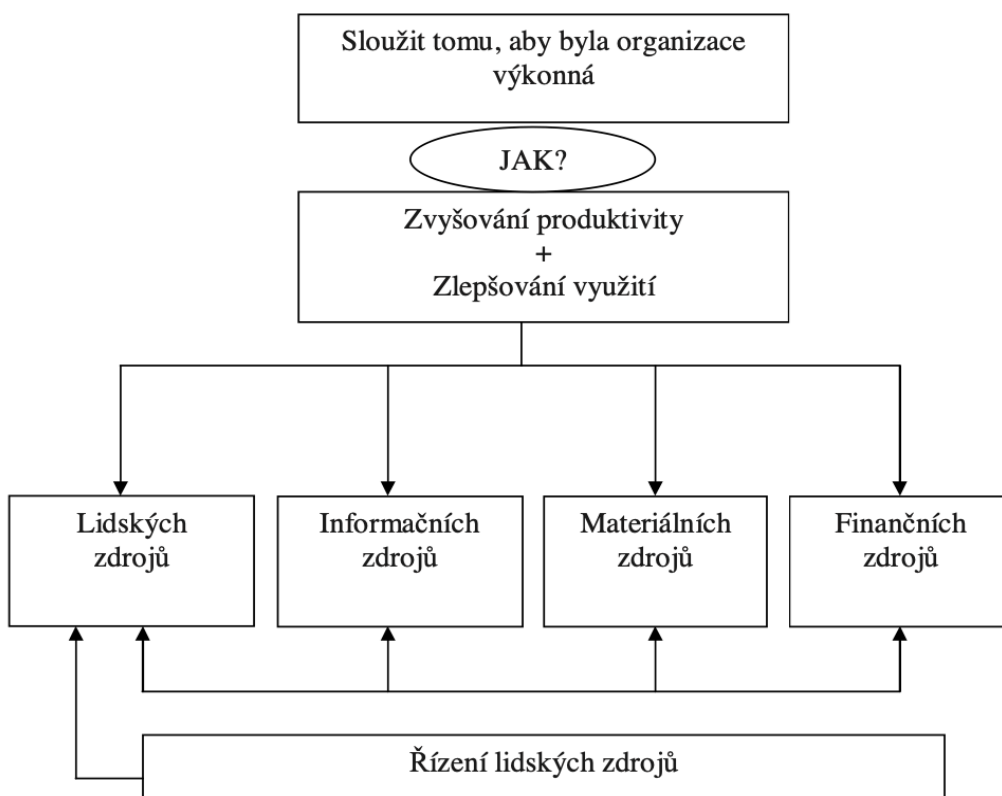 Sloužit tomu, aby byla organizace
výkonná
JAK?
Zvyšování produktivity
+
Zlepšování využití
Lidských
zdrojů
Informačních
zdrojů
Materiálních
zdrojů
Finančních
zdrojů
Řízení lidských zdrojů